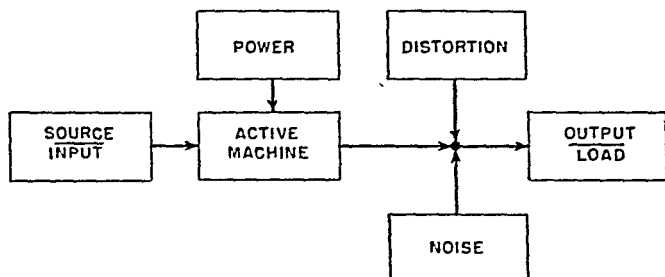 POWER
DISTORTION
SOURCE
INPUT
ACTIVE
MACHINE
OUTPUT
LOAD
NOISE